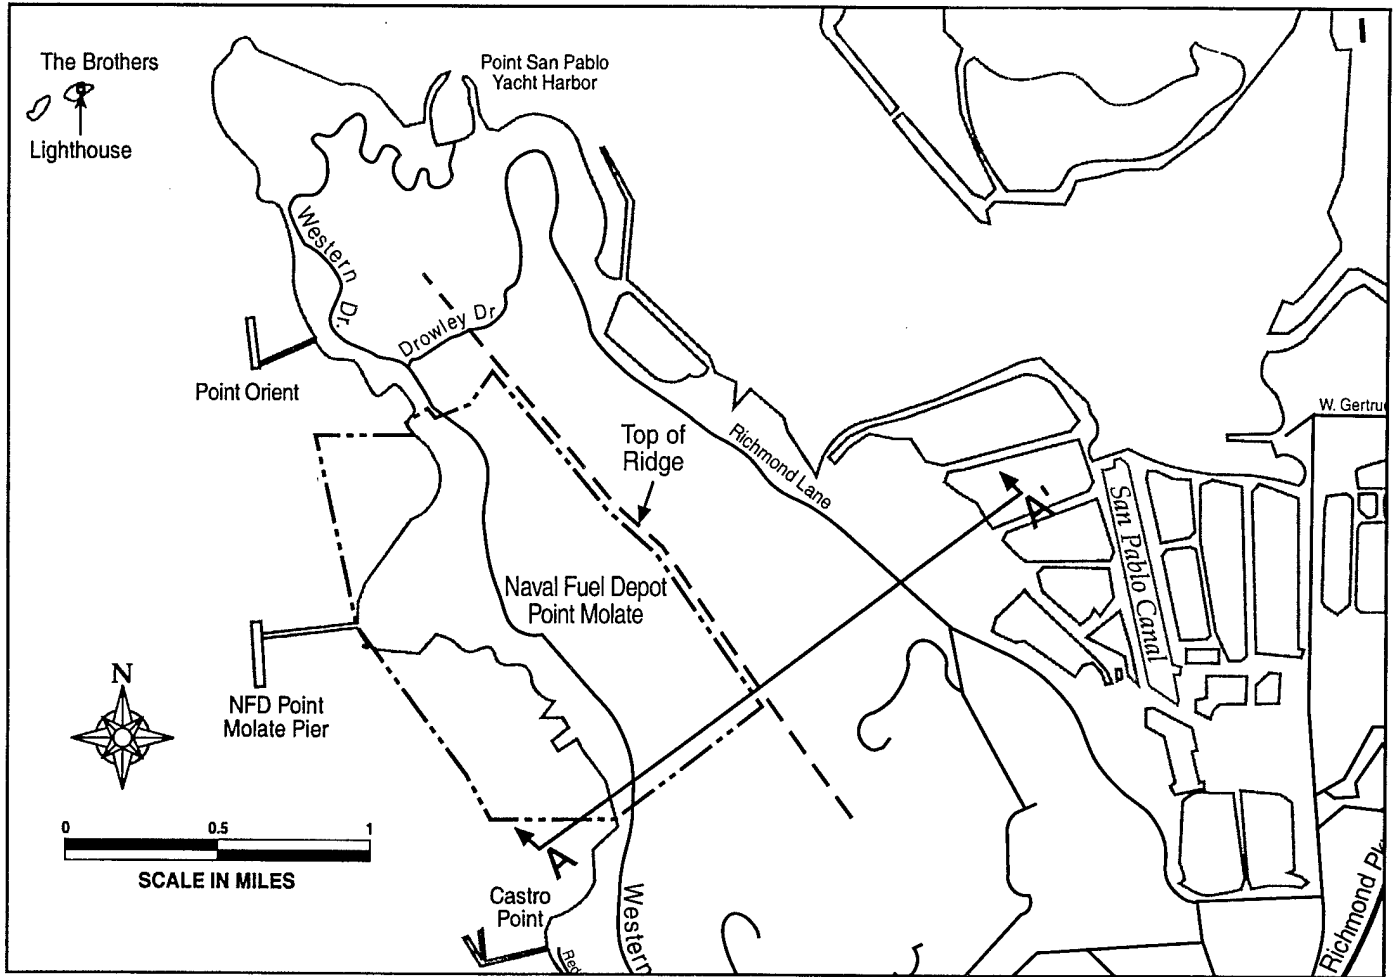 The Brothers
Lighthouse
Point San Pablo
Yacht Harbor
Western Dr.
Drowley Dr
Point Orient
Top of
Ridge
Richmond Lane
W. Gertrud
A'
San Pablo Canal
Naval Fuel Depot
Point Molate
N
NFD Point
Molate Pier
0 0.5 1
SCALE IN MILES
A
Castro
Point
Western
Red
Richmond Pk